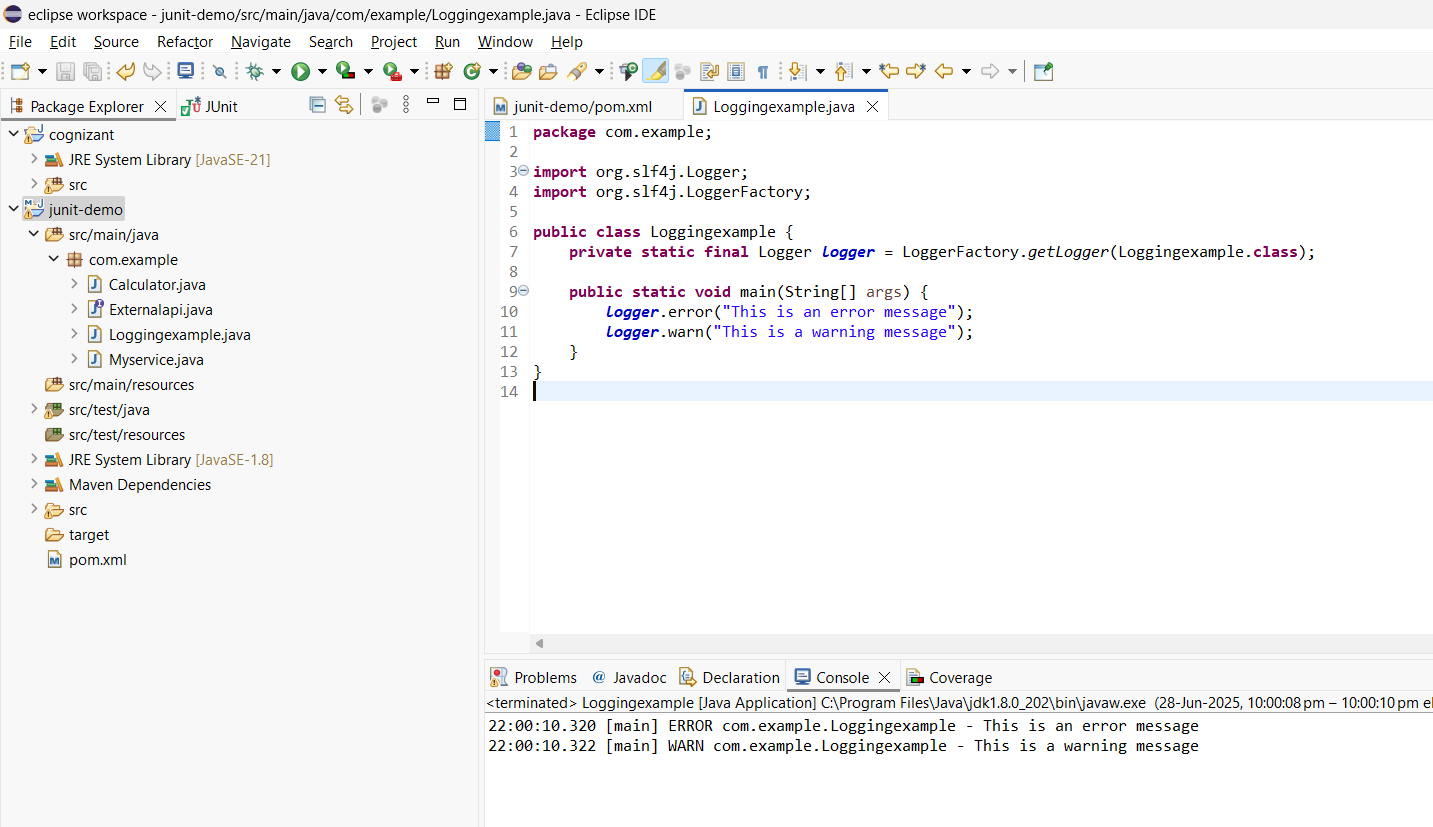 eclipse workspace - junit-demo/src/main/java/com/example/Loggingexample.java - Eclipse IDE
File Edit Source Refactor Navigate Search Project Run Window Help
Package Explorer
JUnit
cognizant
JRE System Library [JavaSE-21]
src
junit-demo
src/main/java
com.example
Calculator.java
Externalapi.java
Loggingexample.java
Myservice.java
src/main/resources
src/test/java
src/test/resources
JRE System Library [JavaSE-1.8]
Maven Dependencies
src
target
pom.xml
junit-demo/pom.xml
Loggingexample.java
1 package com.example;
2
3 import org.slf4j.Logger;
4 import org.slf4j.LoggerFactory;
5
6 public class Loggingexample {
7     private static final Logger logger = LoggerFactory.getLogger(Loggingexample.class);
8
9     public static void main(String[] args) {
10         logger.error("This is an error message");
11         logger.warn("This is a warning message");
12     }
13 }
14
Problems @ Javadoc Declaration Console Coverage
<terminated> Loggingexample [Java Application] C:\Program Files\Java\jdk1.8.0_202\bin\javaw.exe (28-Jun-2025, 10:00:08 pm – 10:00:10 pm el
22:00:10.320 [main] ERROR com.example.Loggingexample - This is an error message
22:00:10.322 [main] WARN com.example.Loggingexample - This is a warning message